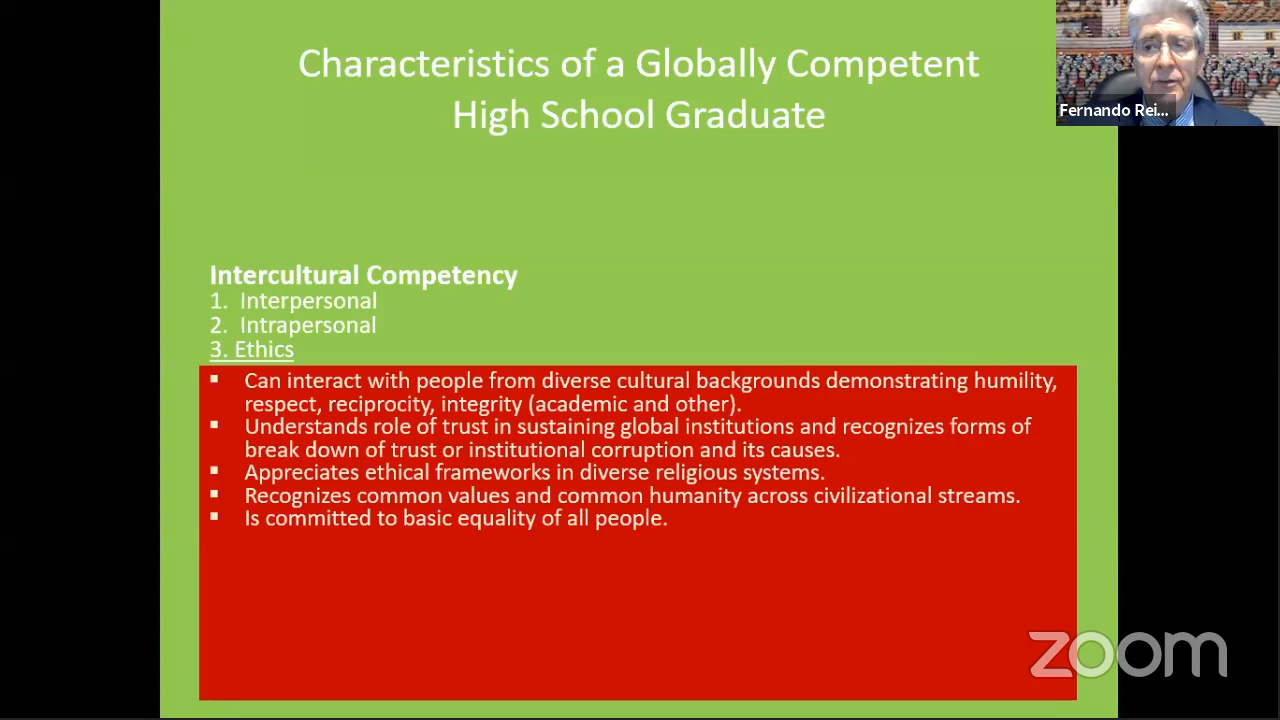 Characteristics of a Globally Competent
High School Graduate
Fernando Rei...
Intercultural Competency
1. Interpersonal
2. Intrapersonal
3. Ethics
▪ Can interact with people from diverse cultural backgrounds demonstrating humility,
respect, reciprocity, integrity (academic and other).
▪ Understands role of trust in sustaining global institutions and recognizes forms of
break down of trust or institutional corruption and its causes.
▪ Appreciates ethical frameworks in diverse religious systems.
▪ Recognizes common values and common humanity across civilizational streams.
▪ Is committed to basic equality of all people.
zoom